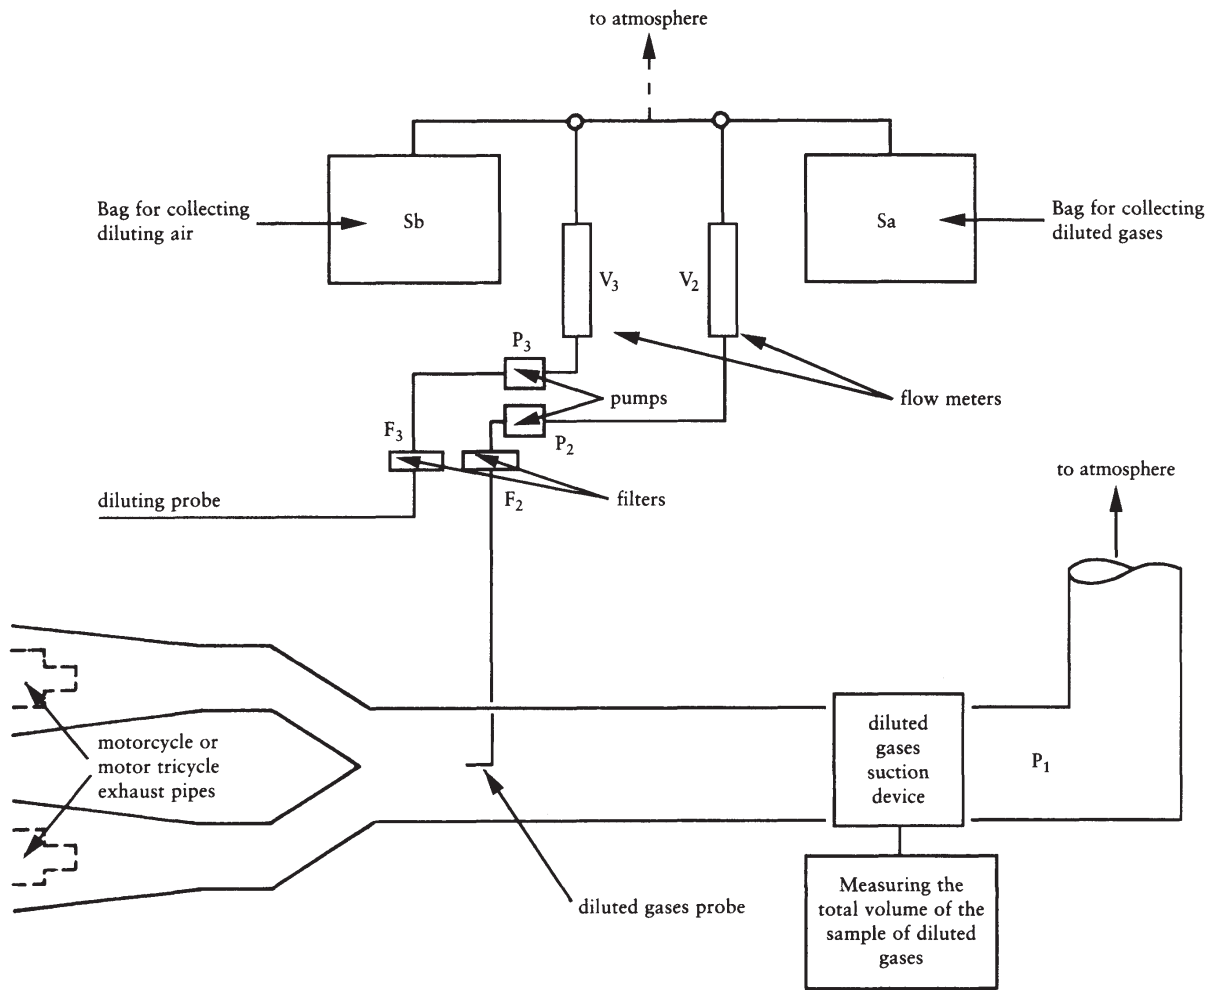 to atmosphere
Bag for collecting
diluting air
Sb
Sa
Bag for collecting
diluted gases
V3
V2
P3
pumps
flow meters
F3
P2
diluting probe
F2
filters
to atmosphere
motorcycle or
motor tricycle
exhaust pipes
diluted
gases
suction
device
P1
diluted gases probe
Measuring the
total volume of the
sample of diluted
gases